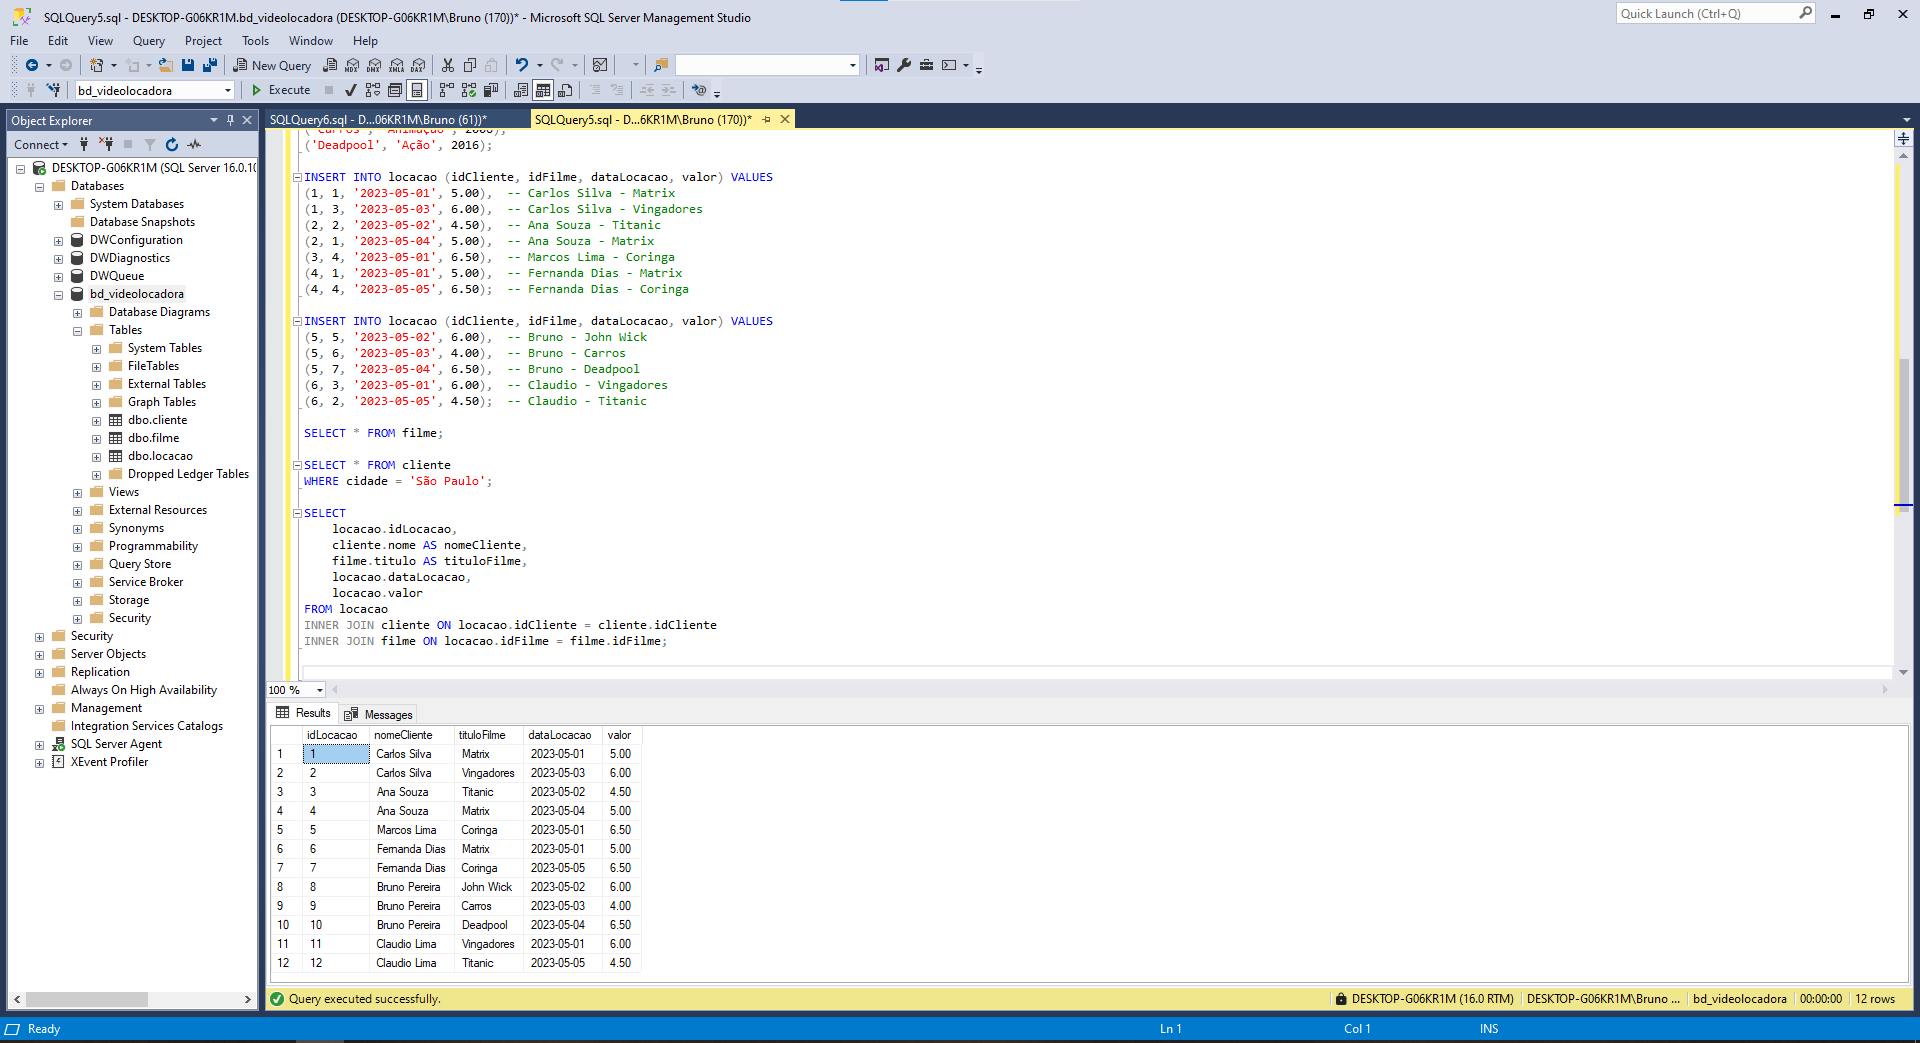 SQLQuery5.sql - DESKTOP-G06KR1M.bd_videolocadora (DESKTOP-G06KR1M\Bruno (170))* - Microsoft SQL Server Management Studio
Quick Launch (Ctrl+Q)
File Edit View Query Project Tools Window Help
New Query
MDX DMX XMLA DAX
bd_videolocadora
Execute
Object Explorer
SQLQuery6.sql - D...06KR1M\Bruno (61))*
SQLQuery5.sql - D...6KR1M\Bruno (170))*
Connect
DESKTOP-G06KR1M (SQL Server 16.0.10
Databases
System Databases
Database Snapshots
DWConfiguration
DWDiagnostics
DWQueue
bd_videolocadora
Database Diagrams
Tables
System Tables
FileTables
External Tables
Graph Tables
dbo.cliente
dbo.filme
dbo.locacao
Dropped Ledger Tables
Views
External Resources
Synonyms
Programmability
Query Store
Service Broker
Storage
Security
Security
Server Objects
Replication
Always On High Availability
Management
Integration Services Catalogs
SQL Server Agent
XEvent Profiler
('Carros', 'Animação', 2006),
('Deadpool', 'Ação', 2016);
INSERT INTO locacao (idCliente, idFilme, dataLocacao, valor) VALUES
(1, 1, '2023-05-01', 5.00),  -- Carlos Silva - Matrix
(1, 3, '2023-05-03', 6.00),  -- Carlos Silva - Vingadores
(2, 2, '2023-05-02', 4.50),  -- Ana Souza - Titanic
(2, 1, '2023-05-04', 5.00),  -- Ana Souza - Matrix
(3, 4, '2023-05-01', 6.50),  -- Marcos Lima - Coringa
(4, 1, '2023-05-01', 5.00),  -- Fernanda Dias - Matrix
(4, 4, '2023-05-05', 6.50);  -- Fernanda Dias - Coringa
INSERT INTO locacao (idCliente, idFilme, dataLocacao, valor) VALUES
(5, 5, '2023-05-02', 6.00),  -- Bruno - John Wick
(5, 6, '2023-05-03', 4.00),  -- Bruno - Carros
(5, 7, '2023-05-04', 6.50),  -- Bruno - Deadpool
(6, 3, '2023-05-01', 6.00),  -- Claudio - Vingadores
(6, 2, '2023-05-05', 4.50);  -- Claudio - Titanic
SELECT * FROM filme;
SELECT * FROM cliente
WHERE cidade = 'São Paulo';
SELECT
locacao.idLocacao,
cliente.nome AS nomeCliente,
filme.titulo AS tituloFilme,
locacao.dataLocacao,
locacao.valor
FROM locacao
INNER JOIN cliente ON locacao.idCliente = cliente.idCliente
INNER JOIN filme ON locacao.idFilme = filme.idFilme;
100 %
Results Messages
idLocacao nomeCliente tituloFilme dataLocacao valor
1 1 Carlos Silva Matrix 2023-05-01 5.00
2 2 Carlos Silva Vingadores 2023-05-03 6.00
3 3 Ana Souza Titanic 2023-05-02 4.50
4 4 Ana Souza Matrix 2023-05-04 5.00
5 5 Marcos Lima Coringa 2023-05-01 6.50
6 6 Fernanda Dias Matrix 2023-05-01 5.00
7 7 Fernanda Dias Coringa 2023-05-05 6.50
8 8 Bruno Pereira John Wick 2023-05-02 6.00
9 9 Bruno Pereira Carros 2023-05-03 4.00
10 10 Bruno Pereira Deadpool 2023-05-04 6.50
11 11 Claudio Lima Vingadores 2023-05-01 6.00
12 12 Claudio Lima Titanic 2023-05-05 4.50
Query executed successfully.
DESKTOP-G06KR1M (16.0 RTM) DESKTOP-G06KR1M\Bruno ... bd_videolocadora 00:00:00 12 rows
Ready Ln 1 Col 1 INS